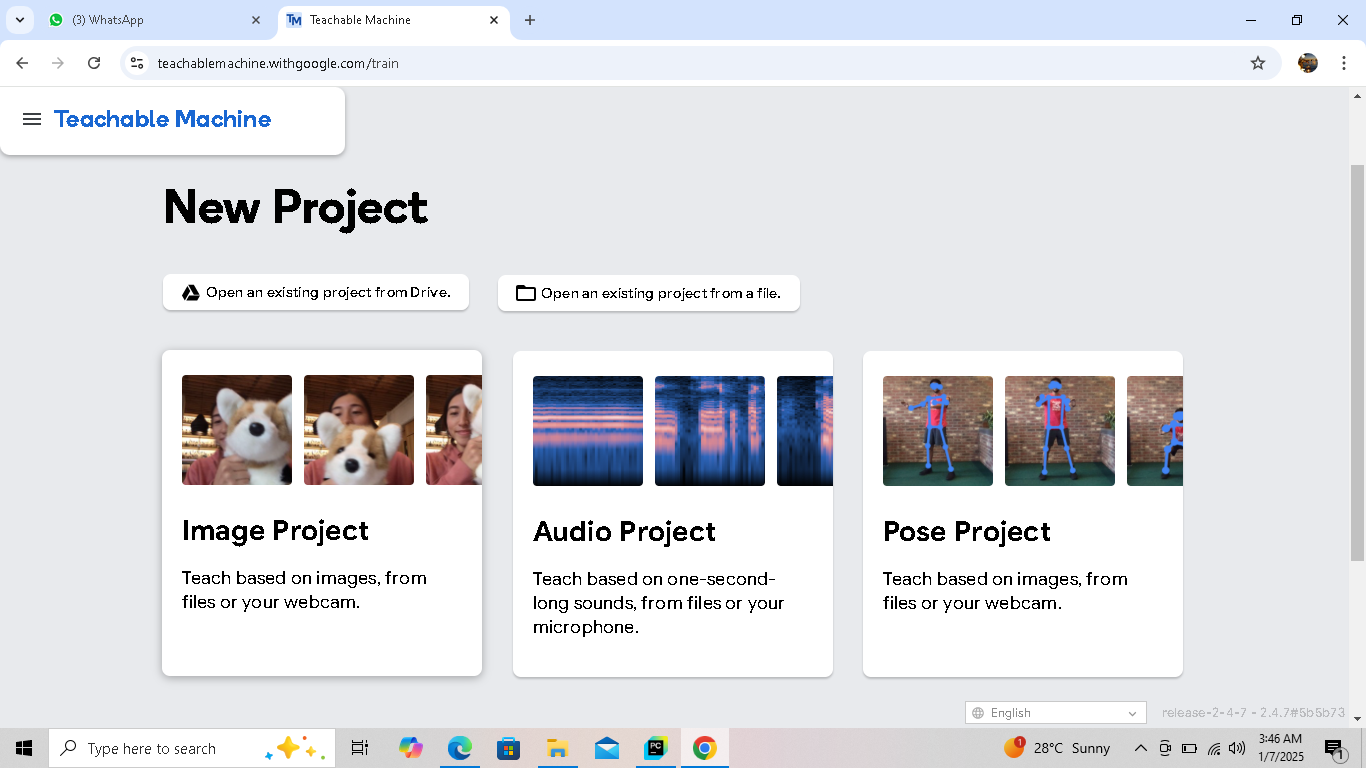 (3) WhatsApp
Teachable Machine
teachablemachine.withgoogle.com/train
Teachable Machine
New Project
Open an existing project from Drive.
Open an existing project from a file.
Image Project
Teach based on images, from
files or your webcam.
Audio Project
Teach based on one-second-
long sounds, from files or your
microphone.
Pose Project
Teach based on images, from
files or your webcam.
English
release-2-4-7 - 2.4.7#5b5b73
Type here to search
PC
1
28°C Sunny
3:46 AM
1/7/2025
1